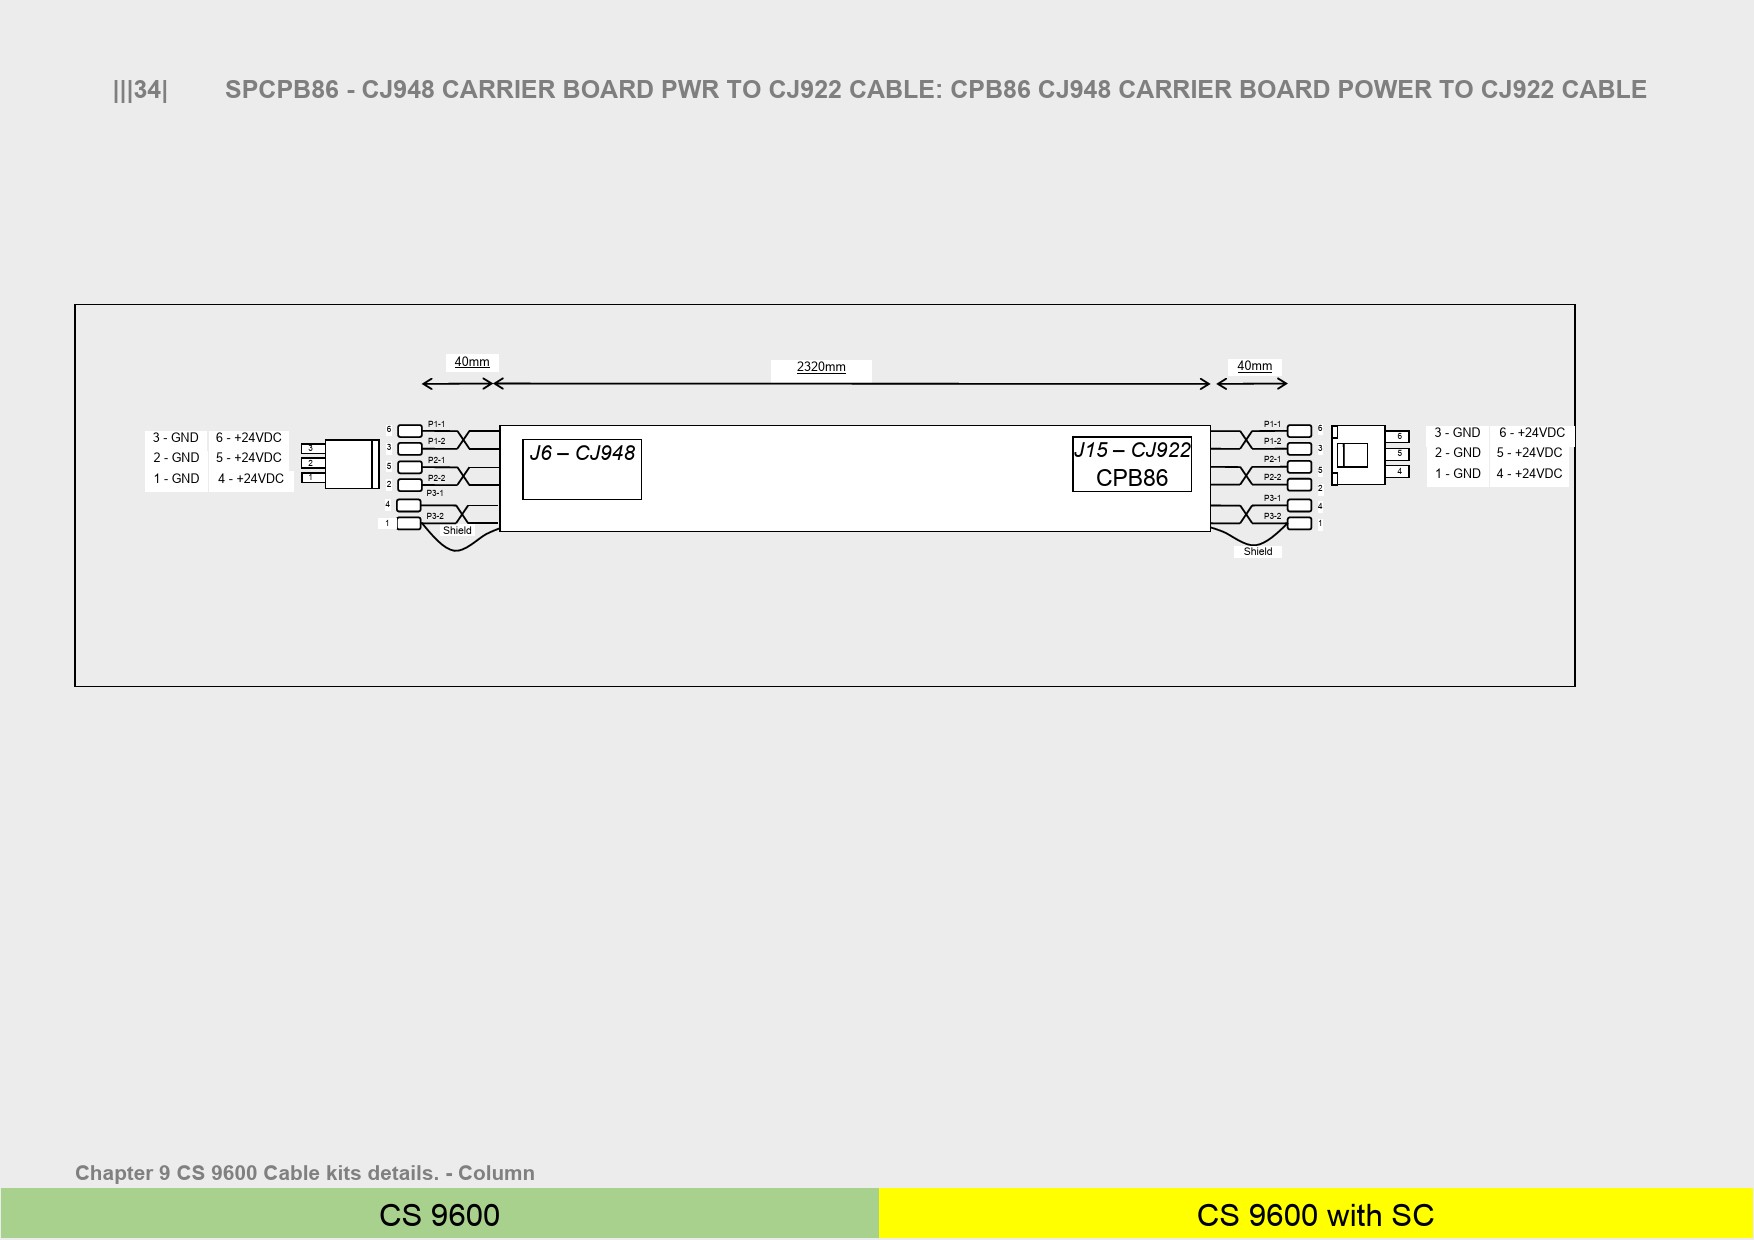 |||34| SPCPB86 - CJ948 CARRIER BOARD PWR TO CJ922 CABLE: CPB86 CJ948 CARRIER BOARD POWER TO CJ922 CABLE
40mm 2320mm 40mm
3 - GND 6 - +24VDC
2 - GND 5 - +24VDC
1 - GND 4 - +24VDC
3
2
1
6 P1-1
3 P1-2
5 P2-1
2 P2-2
4 P3-1
1 P3-2
Shield
J6 – CJ948
J15 – CJ922
CPB86
P1-1 6
P1-2 3
P2-1 5
P2-2 2
P3-1 4
P3-2 1
Shield
6
5
4
3 - GND 6 - +24VDC
2 - GND 5 - +24VDC
1 - GND 4 - +24VDC
Chapter 9 CS 9600 Cable kits details. - Column
CS 9600 CS 9600 with SC